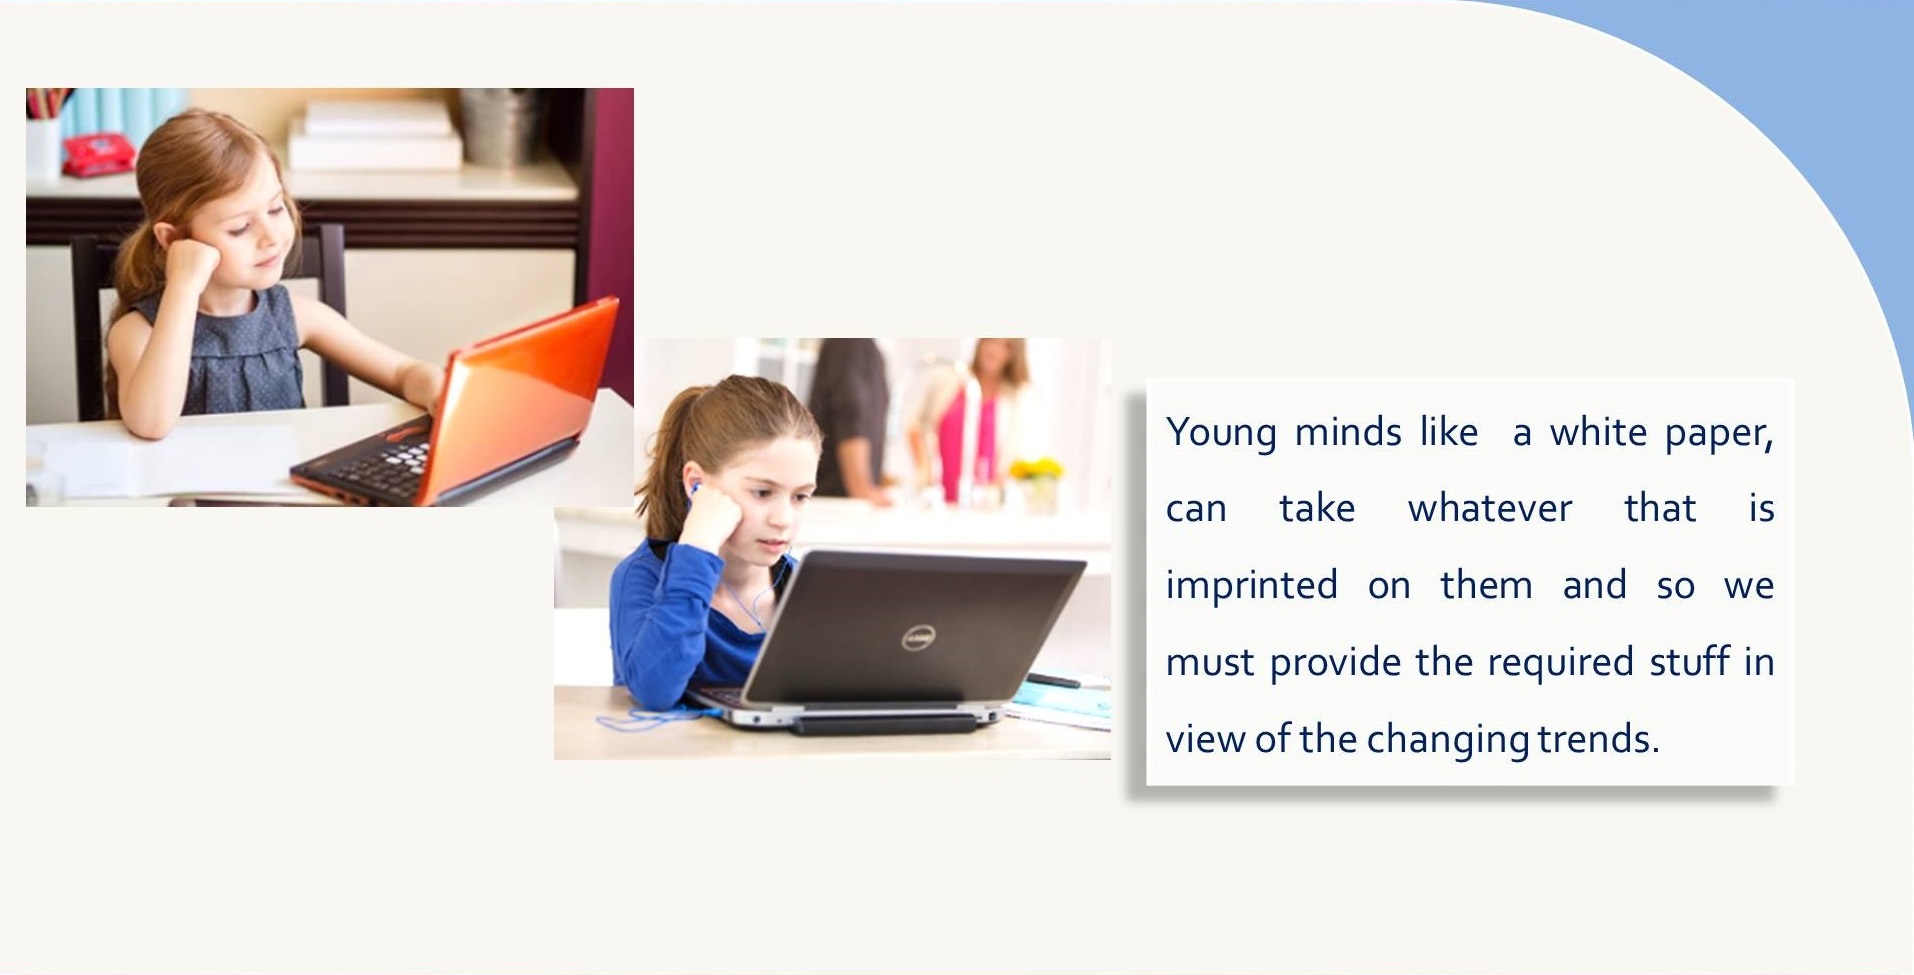 Young minds like a white paper,
can take whatever that is
imprinted on them and so we
must provide the required stuff in
view of the changing trends.